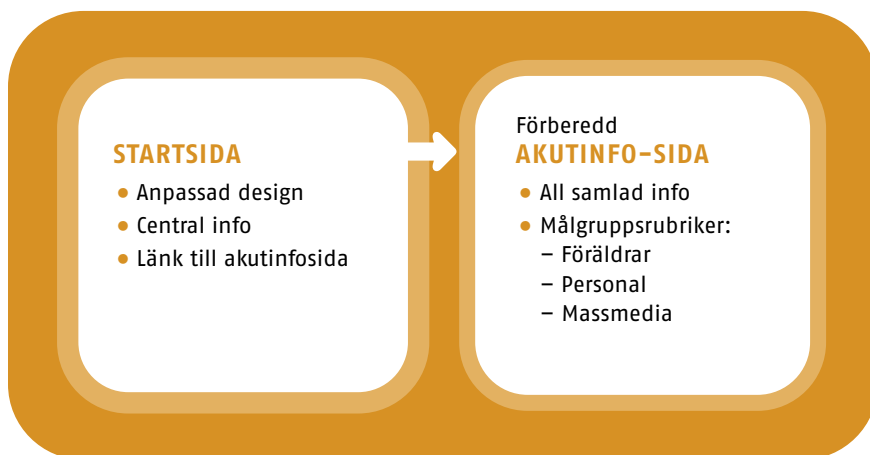 STARTSIDA
• Anpassad design
• Central info
• Länk till akutinfosida
Förberedd
AKUTINFO-SIDA
• All samlad info
• Målgruppsrubriker:
– Föräldrar
– Personal
– Massmedia